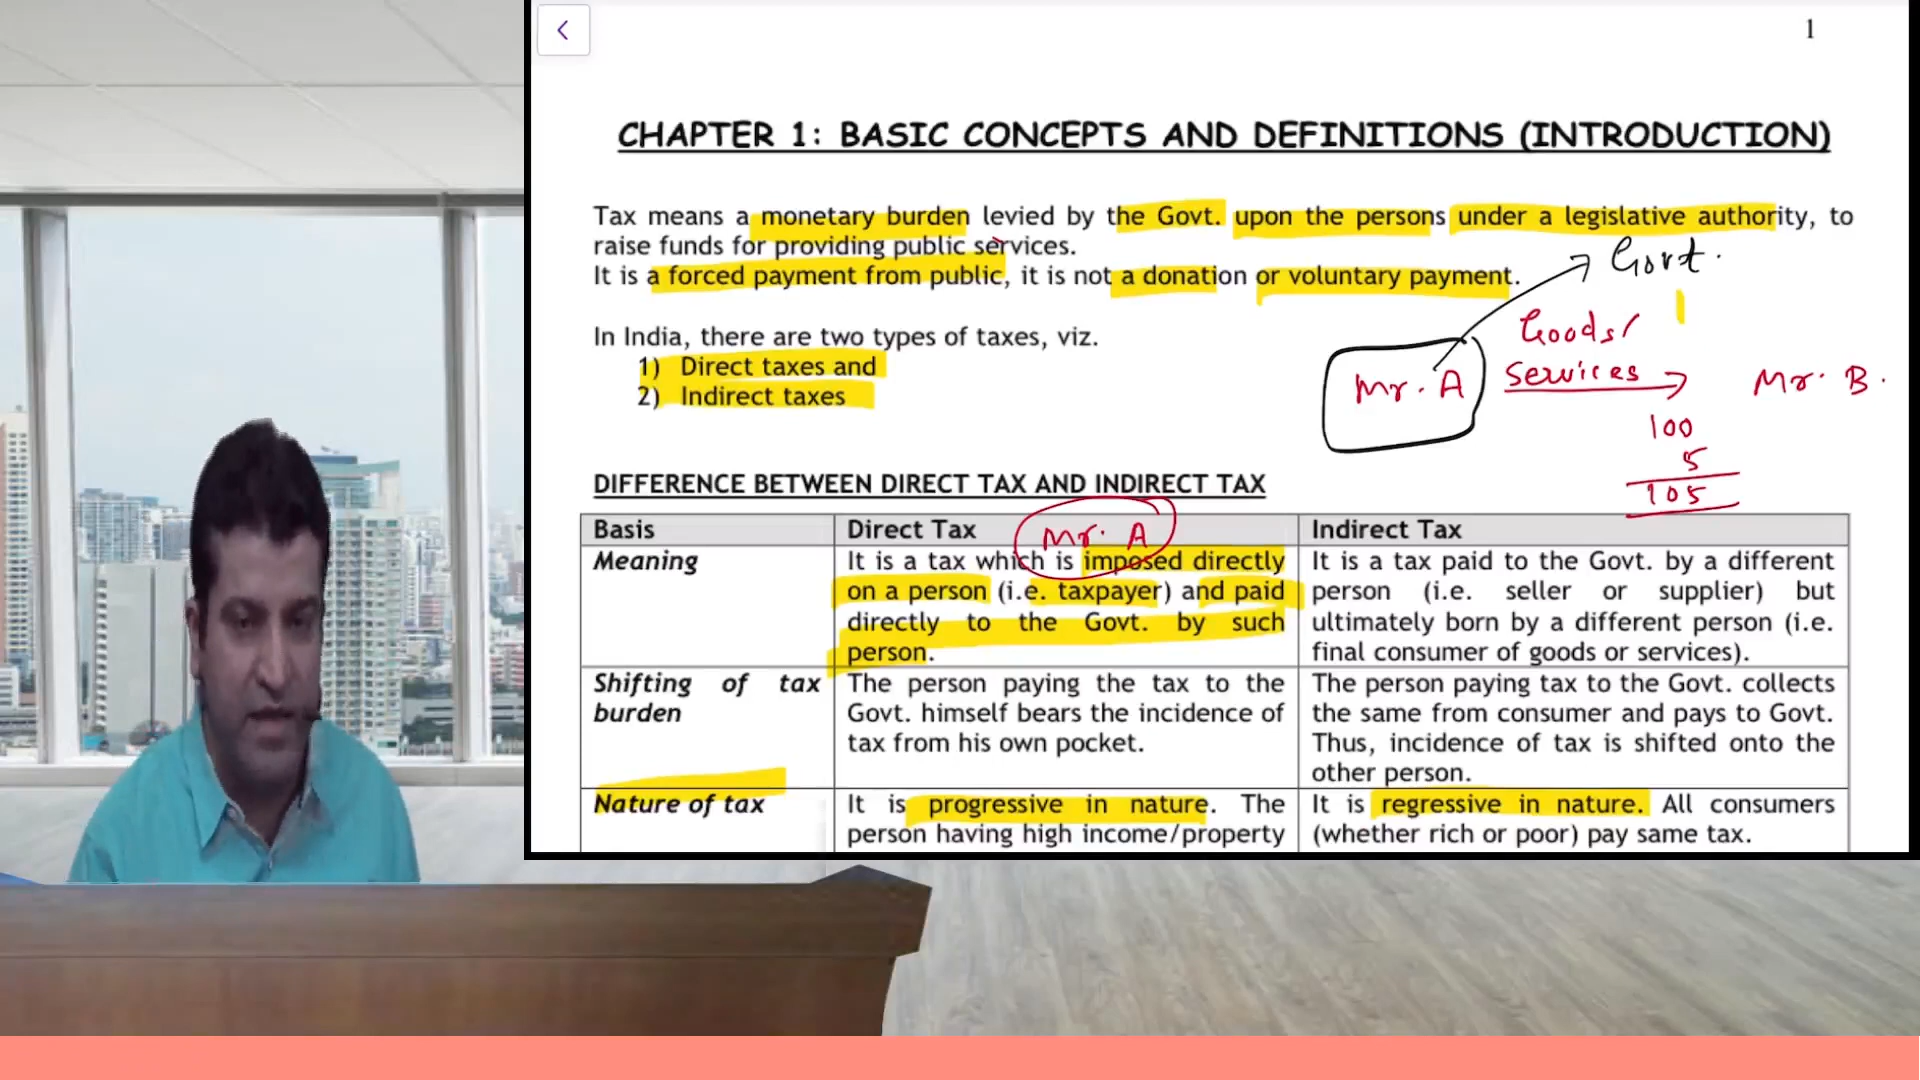 1
CHAPTER 1: BASIC CONCEPTS AND DEFINITIONS (INTRODUCTION)
Tax means a monetary burden levied by the Govt. upon the persons under a legislative authority, to
raise funds for providing public services.
It is a forced payment from public, it is not a donation or voluntary payment.
Govt.
In India, there are two types of taxes, viz.
1) Direct taxes and
2) Indirect taxes
Goods/
Mr. A
Services
Mr. B.
100
5
105
DIFFERENCE BETWEEN DIRECT TAX AND INDIRECT TAX
Basis
Direct Tax
Mr. A
Indirect Tax
Meaning
It is a tax which is imposed directly
on a person (i.e. taxpayer) and paid
directly to the Govt. by such
person.
It is a tax paid to the Govt. by a different
person (i.e. seller or supplier) but
ultimately born by a different person (i.e.
final consumer of goods or services).
Shifting of tax
burden
The person paying the tax to the
Govt. himself bears the incidence of
tax from his own pocket.
The person paying tax to the Govt. collects
the same from consumer and pays to Govt.
Thus, incidence of tax is shifted onto the
other person.
Nature of tax
It is progressive in nature. The
person having high income/property
It is regressive in nature. All consumers
(whether rich or poor) pay same tax.